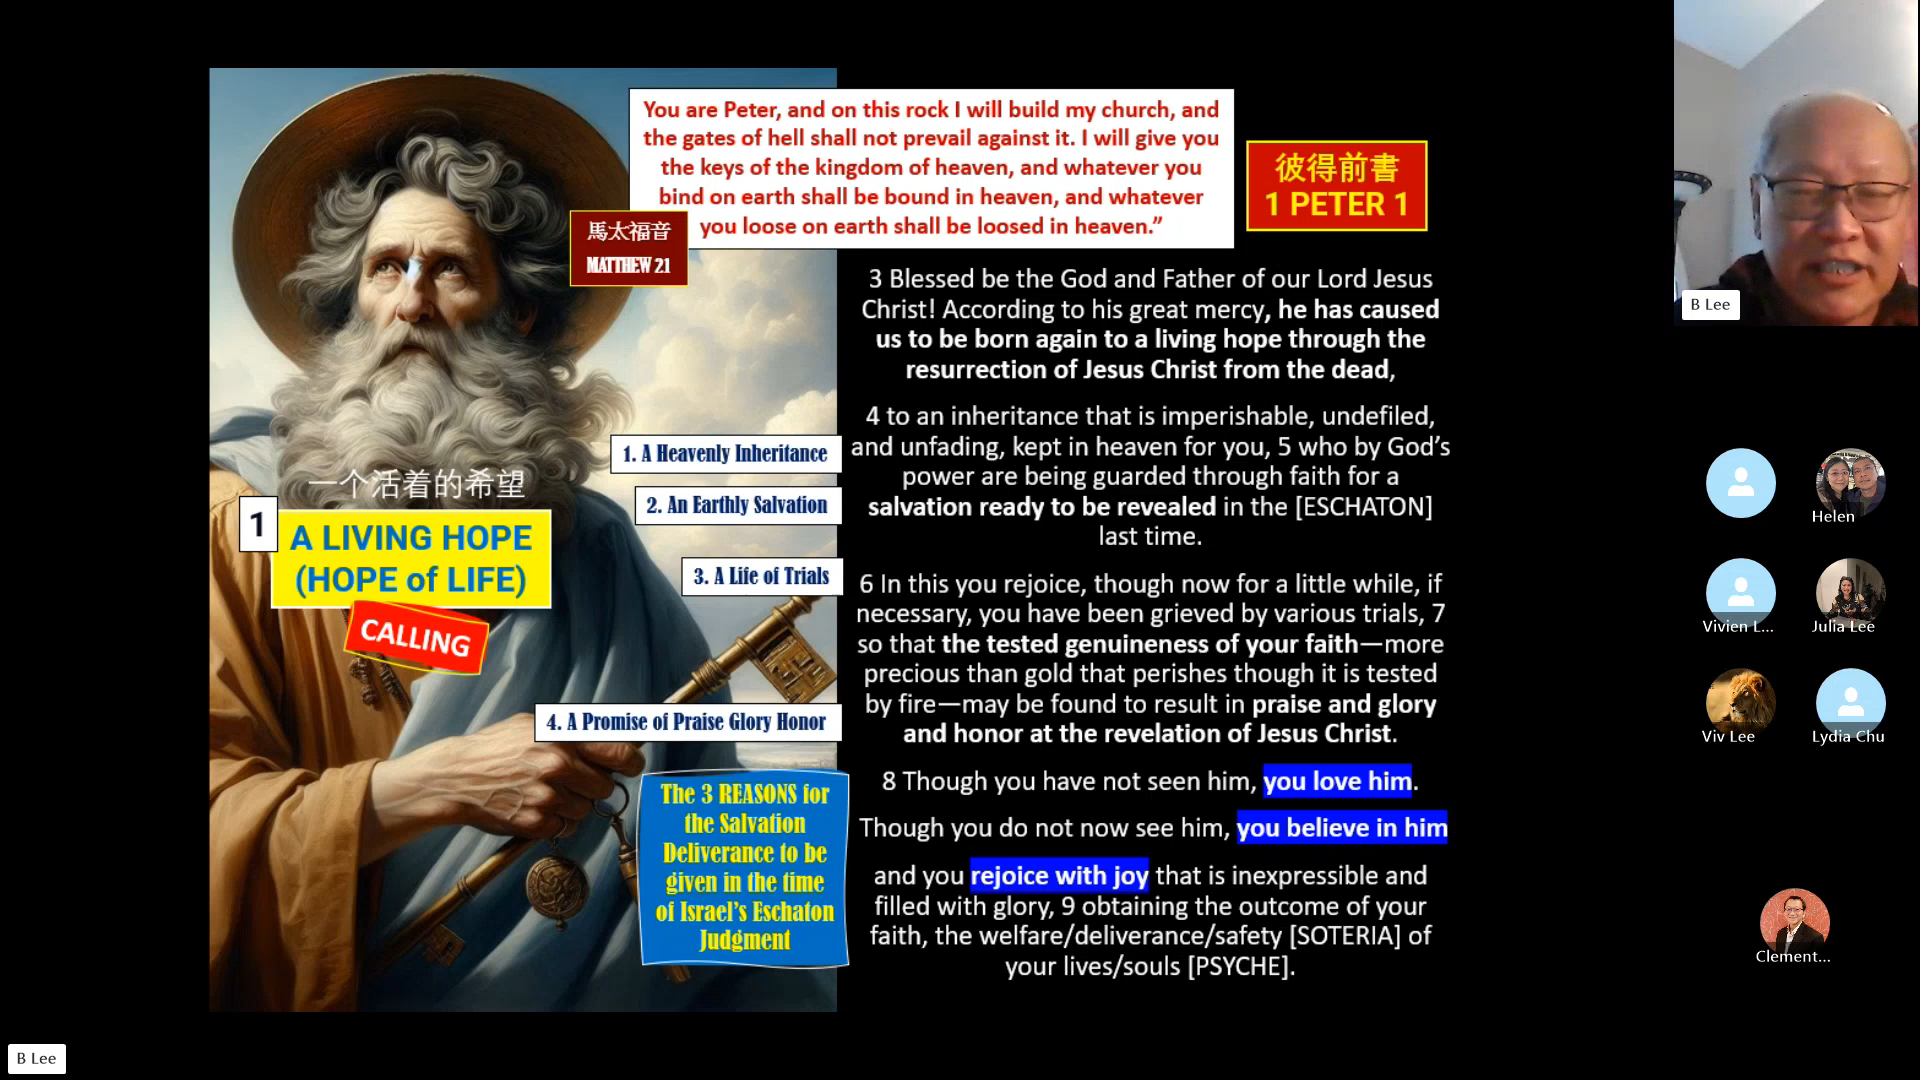 You are Peter, and on this rock I will build my church, and
the gates of hell shall not prevail against it. I will give you
the keys of the kingdom of heaven, and whatever you
bind on earth shall be bound in heaven, and whatever
you loose on earth shall be loosed in heaven.”
馬太福音
MATTHEW 21
彼得前書
1 PETER 1
3 Blessed be the God and Father of our Lord Jesus
Christ! According to his great mercy, he has caused
us to be born again to a living hope through the
resurrection of Jesus Christ from the dead,
4 to an inheritance that is imperishable, undefiled,
and unfading, kept in heaven for you, 5 who by God’s
power are being guarded through faith for a
salvation ready to be revealed in the [ESCHATON]
last time.
6 In this you rejoice, though now for a little while, if
necessary, you have been grieved by various trials, 7
so that the tested genuineness of your faith—more
precious than gold that perishes though it is tested
by fire—may be found to result in praise and glory
and honor at the revelation of Jesus Christ.
8 Though you have not seen him, you love him.
Though you do not now see him, you believe in him
and you rejoice with joy that is inexpressible and
filled with glory, 9 obtaining the outcome of your
faith, the welfare/deliverance/safety [SOTERIA] of
your lives/souls [PSYCHE].
1. A Heavenly Inheritance
2. An Earthly Salvation
3. A Life of Trials
4. A Promise of Praise Glory Honor
一个活着的希望
1
A LIVING HOPE
(HOPE of LIFE)
CALLING
The 3 REASONS for
the Salvation
Deliverance to be
given in the time
of Israel’s Eschaton
Judgment
B Lee
Helen
Vivien L...
Julia Lee
Viv Lee
Lydia Chu
Clement...
B Lee